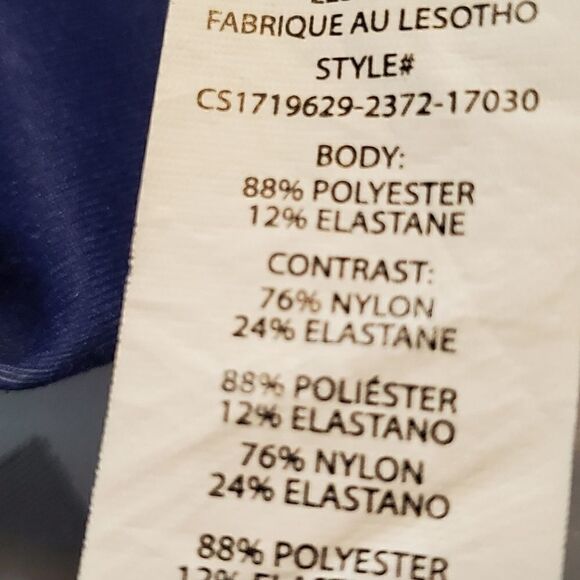 FABRIQUE AU LESOTHO
STYLE#
CS1719629-2372-17030
BODY:
88% POLYESTER
12% ELASTANE
CONTRAST:
76% NYLON
24% ELASTANE
88% POLIÉSTER
12% ELASTANO
76% NYLON
24% ELASTANO
88% POLYESTER